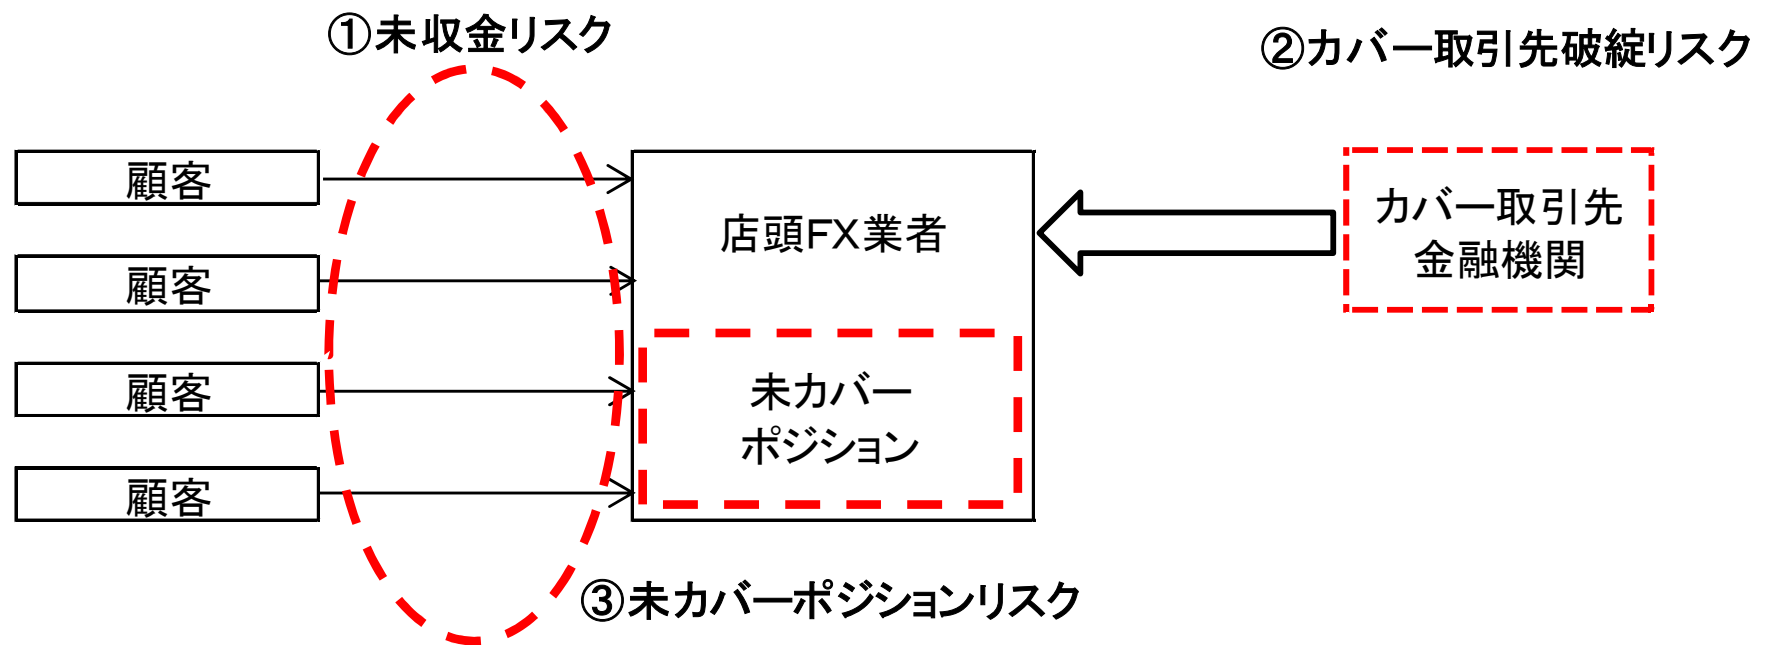 ①未収金リスク
②カバー取引先破綻リスク
顧客
顧客
顧客
顧客
店頭FX業者
カバー取引先
金融機関
未カバー
ポジション
③未カバーポジションリスク